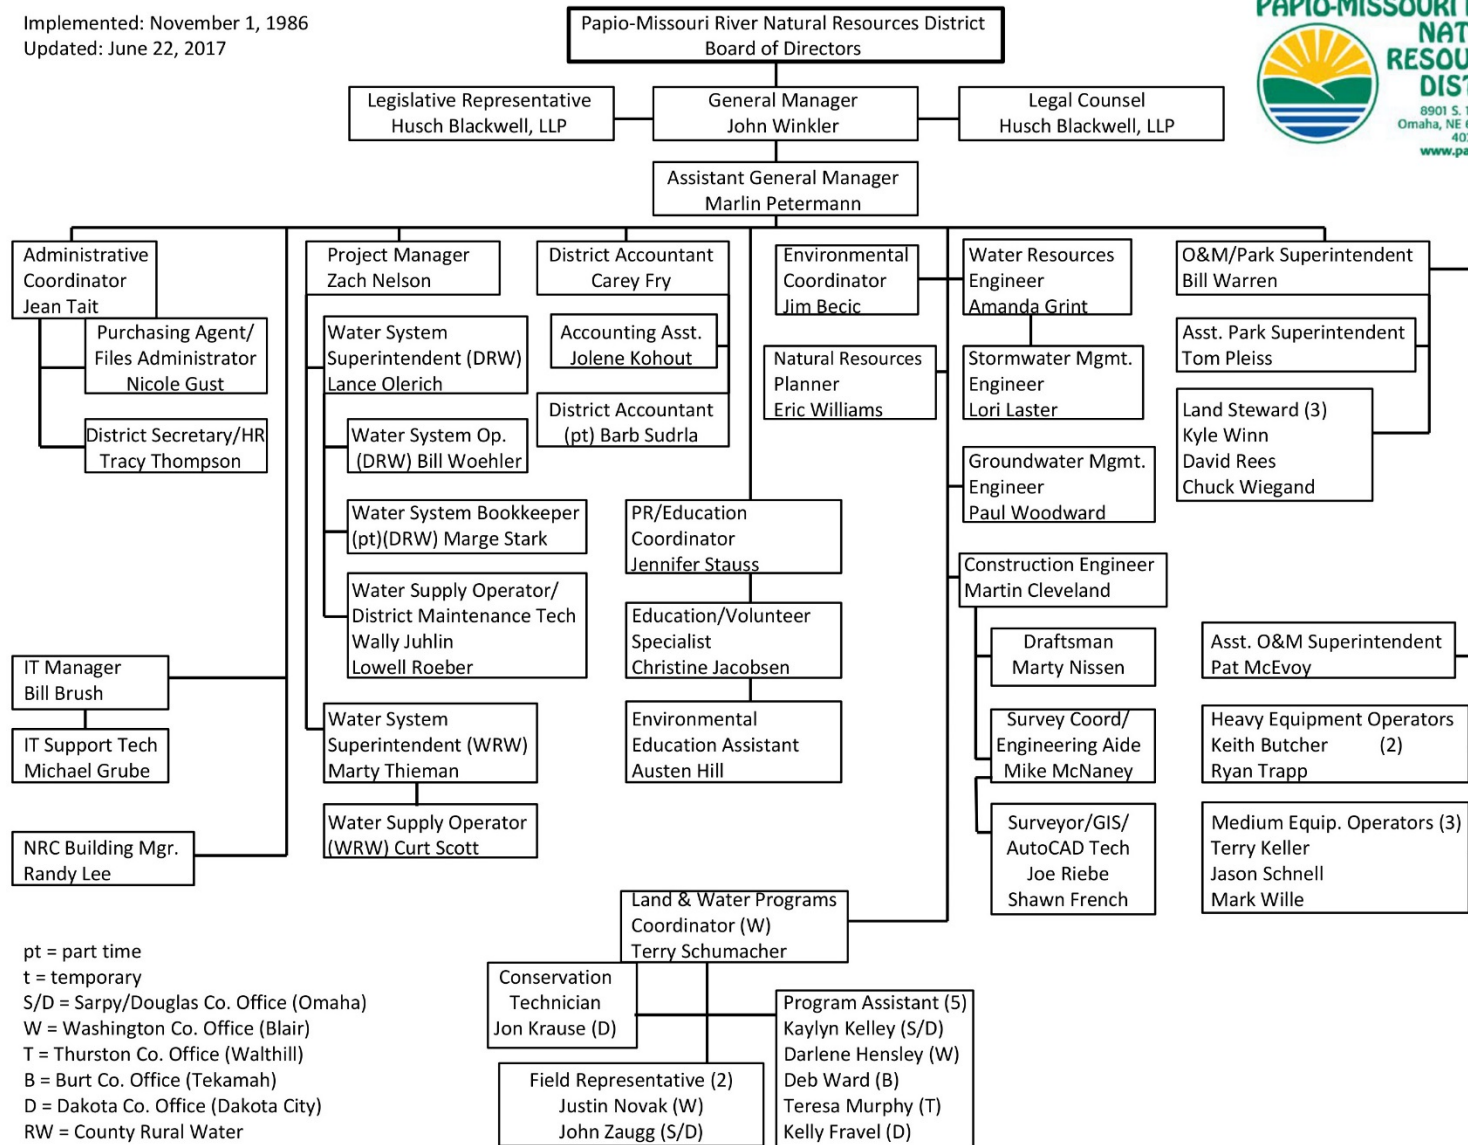 Implemented: November 1, 1986
Updated: June 22, 2017
Papio-Missouri River Natural Resources District
Board of Directors
PAPIO-MISSOURI
NAT
RESOU
DIST
8901 S. 1
Omaha, NE
40
www.pa
Legislative Representative
Husch Blackwell, LLP
General Manager
John Winkler
Legal Counsel
Husch Blackwell, LLP
Assistant General Manager
Marlin Petermann
Administrative
Coordinator
Jean Tait
Purchasing Agent/
Files Administrator
Nicole Gust
District Secretary/HR
Tracy Thompson
IT Manager
Bill Brush
IT Support Tech
Michael Grube
NRC Building Mgr.
Randy Lee
Project Manager
Zach Nelson
Water System
Superintendent (DRW)
Lance Olerich
Water System Op.
(DRW) Bill Woehler
Water System Bookkeeper
(pt)(DRW) Marge Stark
Water Supply Operator/
District Maintenance Tech
Wally Juhlin
Lowell Roeber
Water System
Superintendent (WRW)
Marty Thieman
Water Supply Operator
(WRW) Curt Scott
District Accountant
Carey Fry
Accounting Asst.
Jolene Kohout
District Accountant
(pt) Barb Sudrla
PR/Education
Coordinator
Jennifer Stauss
Education/Volunteer
Specialist
Christine Jacobsen
Environmental
Education Assistant
Austen Hill
Environmental
Coordinator
Jim Becic
Natural Resources
Planner
Eric Williams
Water Resources
Engineer
Amanda Grint
Stormwater Mgmt.
Engineer
Lori Laster
Groundwater Mgmt.
Engineer
Paul Woodward
Construction Engineer
Martin Cleveland
Draftsman
Marty Nissen
Survey Coord/
Engineering Aide
Mike McNaney
Surveyor/GIS/
AutoCAD Tech
Joe Riebe
Shawn French
O&M/Park Superintendent
Bill Warren
Asst. Park Superintendent
Tom Pleiss
Land Steward (3)
Kyle Winn
David Rees
Chuck Wiegand
Asst. O&M Superintendent
Pat McEvoy
Heavy Equipment Operators
Keith Butcher (2)
Ryan Trapp
Medium Equip. Operators (3)
Terry Keller
Jason Schnell
Mark Wille
Land & Water Programs
Coordinator (W)
Terry Schumacher
Conservation
Technician
Jon Krause (D)
Field Representative (2)
Justin Novak (W)
John Zaugg (S/D)
Program Assistant (5)
Kaylyn Kelley (S/D)
Darlene Hensley (W)
Deb Ward (B)
Teresa Murphy (T)
Kelly Fravel (D)
pt = part time
t = temporary
S/D = Sarpy/Douglas Co. Office (Omaha)
W = Washington Co. Office (Blair)
T = Thurston Co. Office (Walthill)
B = Burt Co. Office (Tekamah)
D = Dakota Co. Office (Dakota City)
RW = County Rural Water